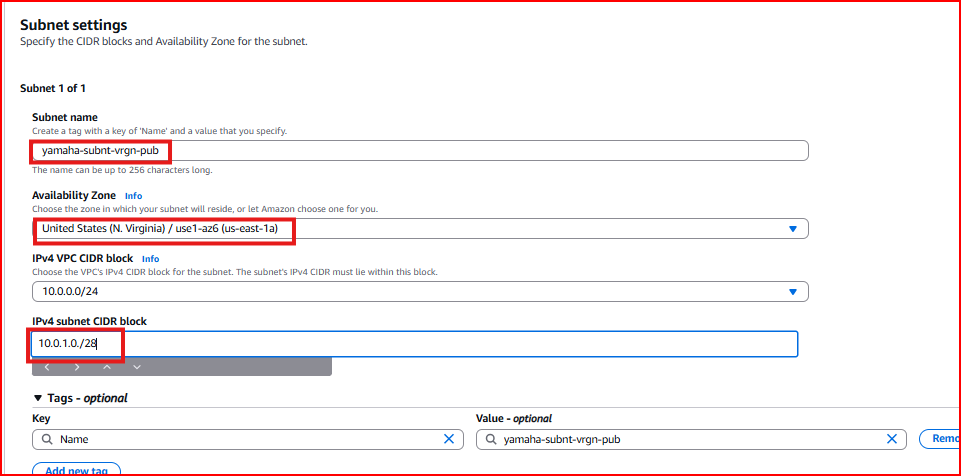 Subnet settings
Specify the CIDR blocks and Availability Zone for the subnet.
Subnet 1 of 1
Subnet name
Create a tag with a key of 'Name' and a value that you specify.
yamaha-subnt-vrgn-pub
The name can be up to 256 characters long.
Availability Zone Info
Choose the zone in which your subnet will reside, or let Amazon choose one for you.
United States (N. Virginia) / use1-az6 (us-east-1a)
IPv4 VPC CIDR block Info
Choose the VPC's IPv4 CIDR block for the subnet. The subnet's IPv4 CIDR must lie within this block.
10.0.0.0/24
IPv4 subnet CIDR block
10.0.1.0./28
Tags - optional
Key Value - optional
Name yamaha-subnt-vrgn-pub Remo
Add new tag